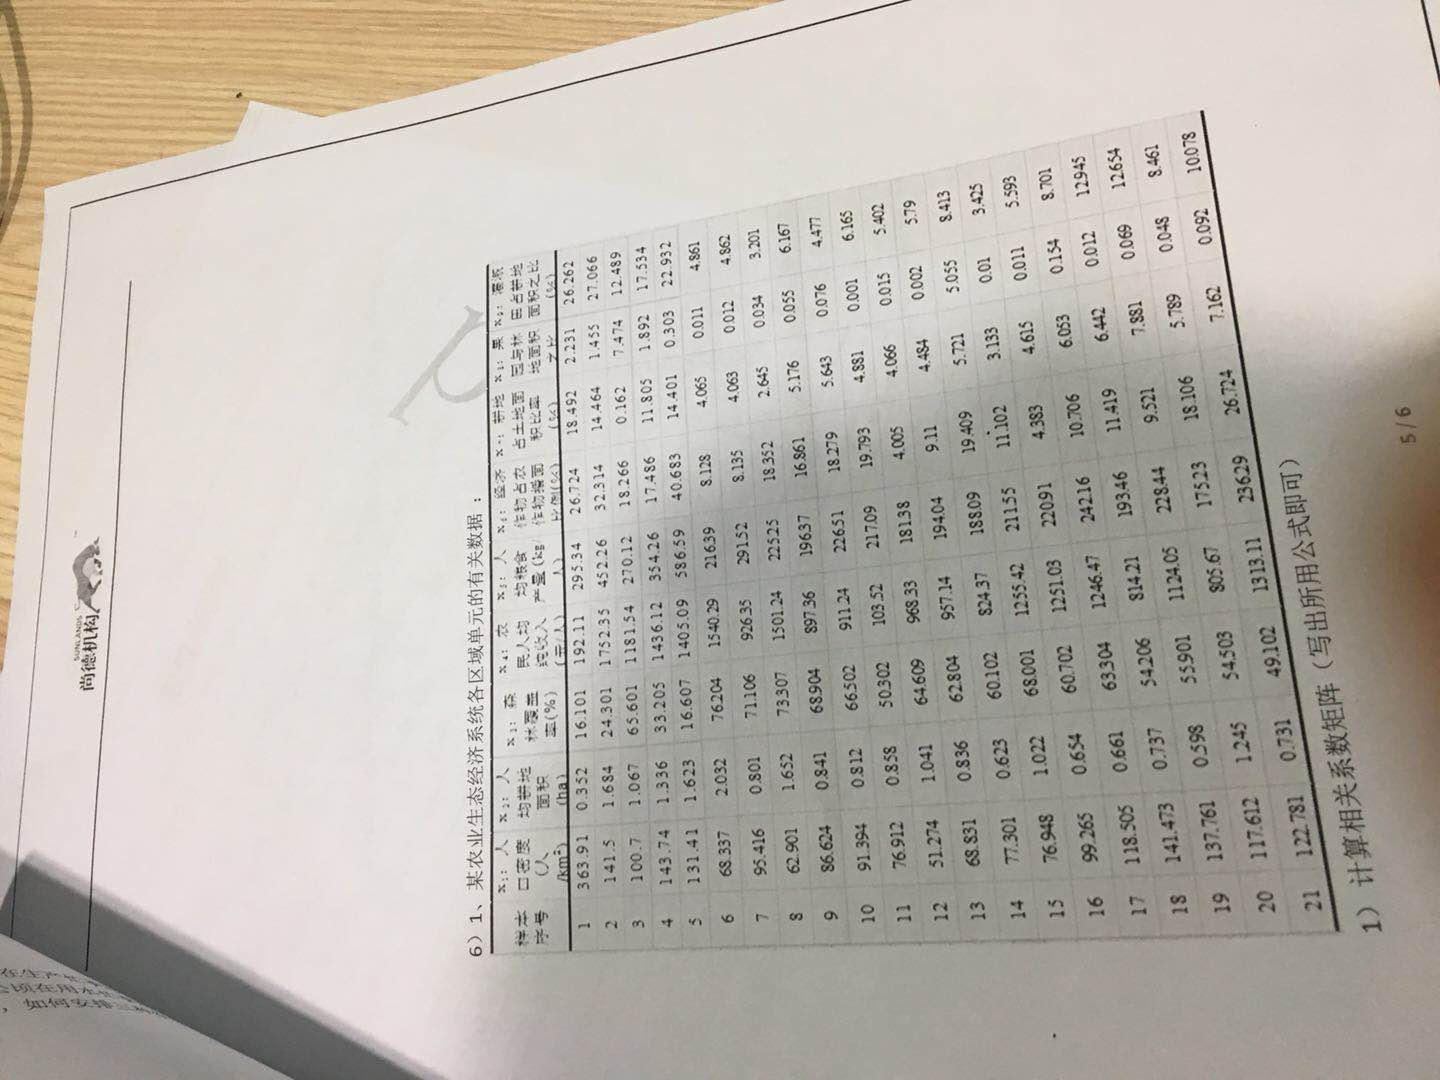 SUNLANDS
尚德机构
6）1、某农业生态经济系统各区域单元的有关数据：
样本 x₁：人 x₂：人 x₃：森 x₄：农 x₅：人 x₆：经济 x₇：耕地 x₈：果 x₉：灌溉
序号 口密度 均耕地 林覆盖 民人均 均粮食 作物占农 占土地面 园与林 田占耕地
（人 面积 率(%) 纯收入 产量(kg/ 作物播面 积比率 地面积 面积之比
/km²) (ha) (元/人) 人) 比例(%) (%) 之比 (%)
1 363.91 0.352 16.101 192.11 295.34 26.724 18.492 2.231 26.262
2 141.5 1.684 24.301 1752.35 452.26 32.314 14.464 1.455 27.066
3 100.7 1.067 65.601 1181.54 270.12 18.266 0.162 7.474 12.489
4 143.74 1.336 33.205 1436.12 354.26 17.486 11.805 1.892 17.534
5 131.41 1.623 16.607 1405.09 586.59 40.683 14.401 0.303 22.932
6 68.337 2.032 76.204 1540.29 216.39 8.128 4.065 0.011 4.861
7 95.416 0.801 71.106 926.35 291.52 8.135 4.063 0.012 4.862
8 62.901 1.652 73.307 1501.24 225.25 18.352 2.645 0.034 3.201
9 86.624 0.841 68.904 897.36 196.37 16.861 5.176 0.055 6.167
10 91.394 0.812 66.502 911.24 226.51 18.279 5.643 0.076 4.477
11 76.912 0.858 50.302 103.52 217.09 19.793 4.881 0.001 6.165
12 51.274 1.041 64.609 968.33 181.38 4.005 4.066 0.015 5.402
13 68.831 0.836 62.804 957.14 194.04 9.11 4.484 0.002 5.79
14 77.301 0.623 60.102 824.37 188.09 19.409 5.721 5.055 8.413
15 76.948 1.022 68.001 1255.42 211.55 11.102 3.133 0.01 3.425
16 99.265 0.654 60.702 1251.03 220.91 4.383 4.615 0.011 5.593
17 118.505 0.661 63.304 1246.47 242.16 10.706 6.053 0.154 8.701
18 141.473 0.737 54.206 814.21 193.46 11.419 6.442 0.012 12.945
19 137.761 0.598 55.901 1124.05 228.44 9.521 7.881 0.069 12.654
20 117.612 1.245 54.503 805.67 175.23 18.106 5.789 0.048 8.461
21 122.781 0.731 49.102 1313.11 236.29 26.724 7.162 0.092 10.078
1）计算相关系数矩阵（写出所用公式即可）
5 / 6